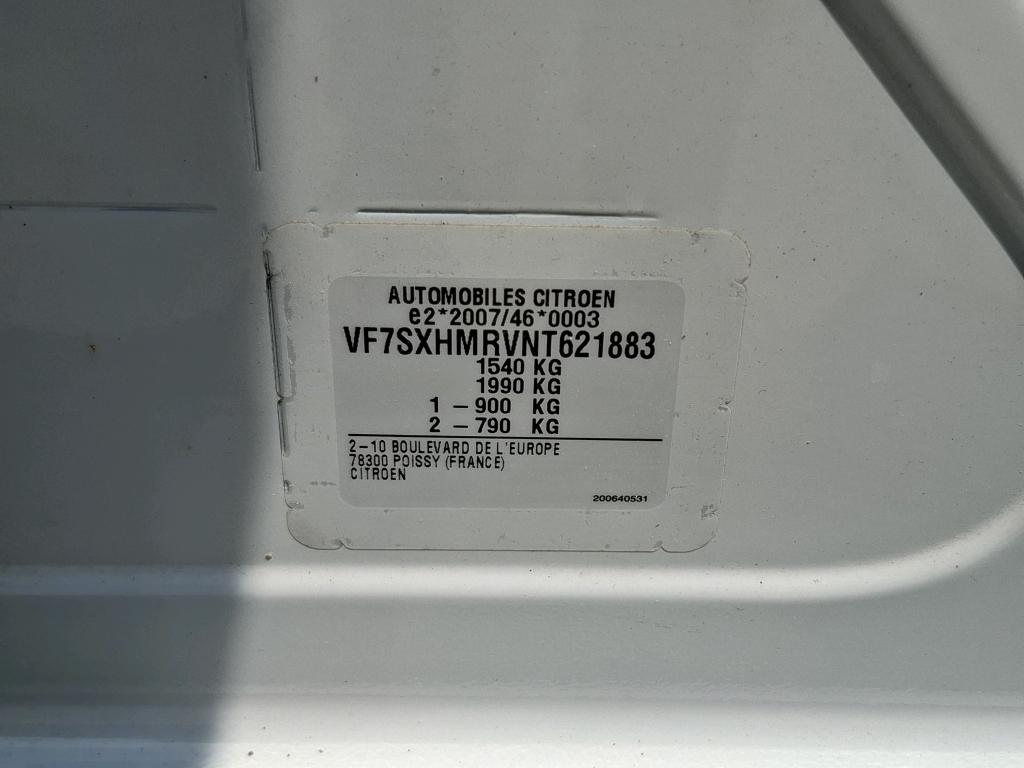 AUTOMOBILES CITROEN
e2*2007/46*0003
VF7SXHMRVNT621883
1540 KG
1990 KG
1 – 900 KG
2 – 790 KG
2–10 BOULEVARD DE L'EUROPE
78300 POISSY (FRANCE)
CITROEN
200640531